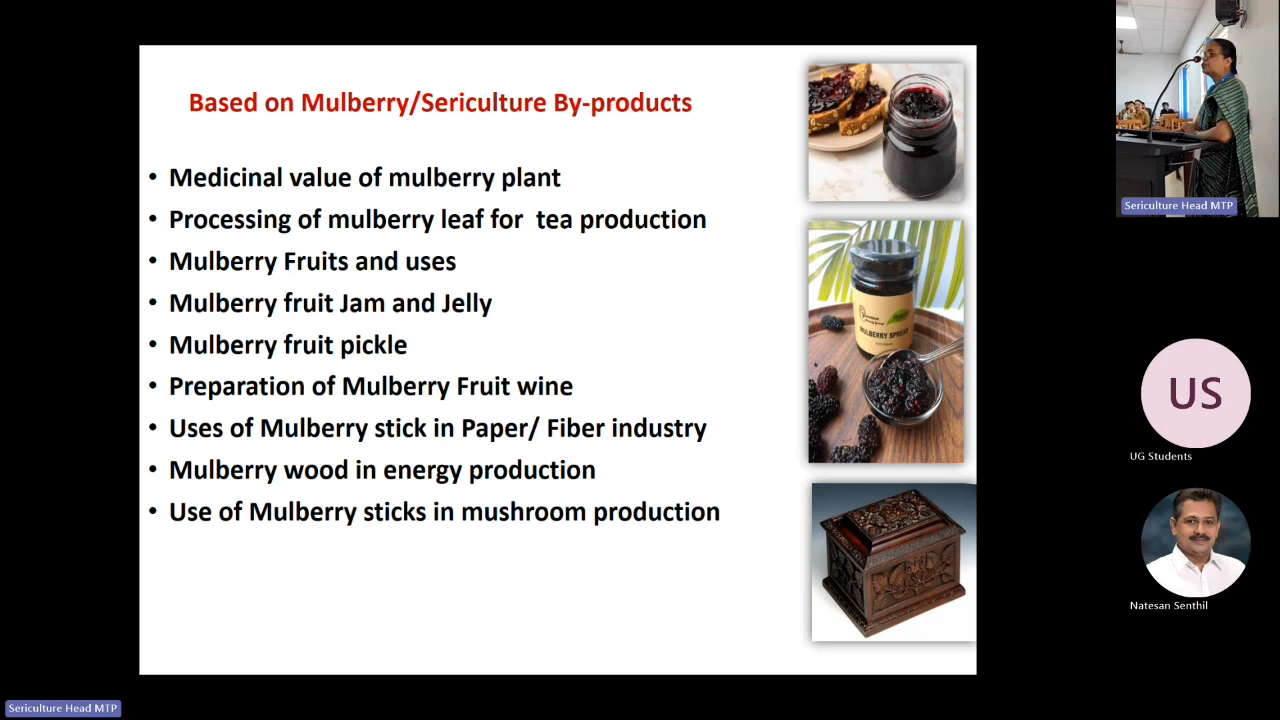 Based on Mulberry/Sericulture By-products
• Medicinal value of mulberry plant
• Processing of mulberry leaf for tea production
• Mulberry Fruits and uses
• Mulberry fruit Jam and Jelly
• Mulberry fruit pickle
• Preparation of Mulberry Fruit wine
• Uses of Mulberry stick in Paper/ Fiber industry
• Mulberry wood in energy production
• Use of Mulberry sticks in mushroom production
MULBERRY SPREAD
Sericulture Head MTP
US
UG Students
Natesan Senthil
Sericulture Head MTP